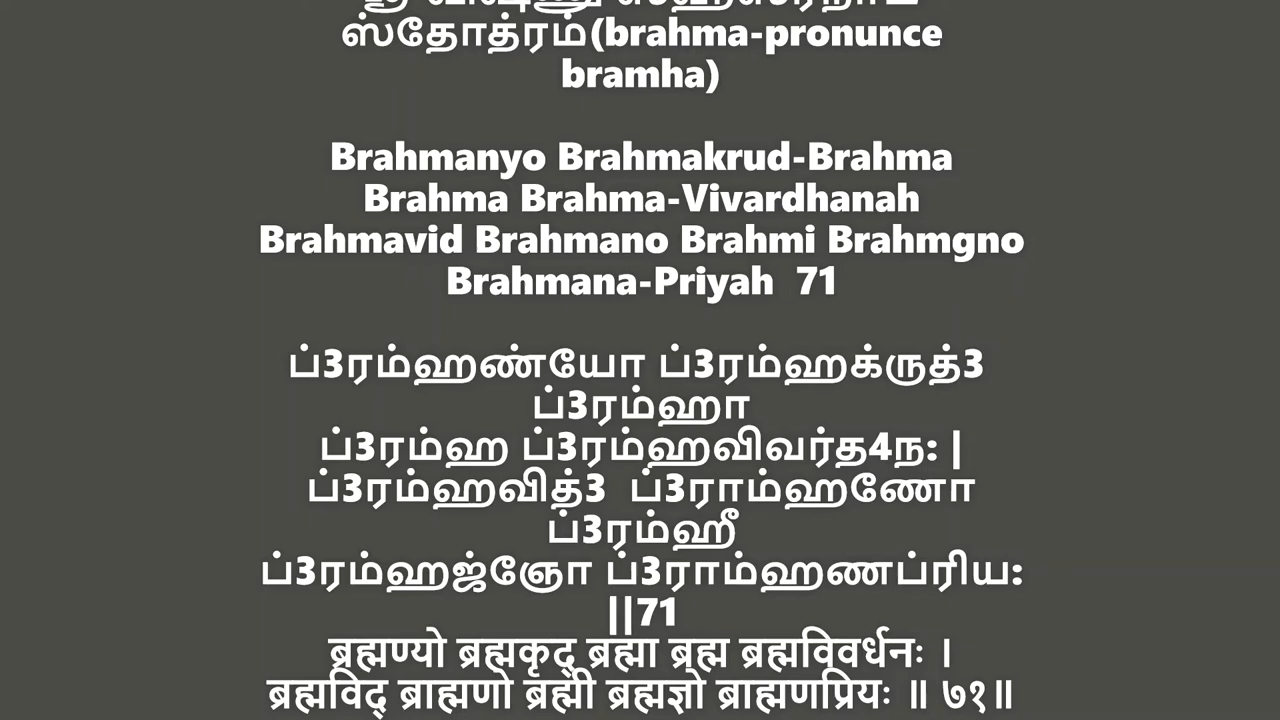 ஸ்தோத்ரம்(brahma-pronunce
bramha)
Brahmanyo Brahmakrud-Brahma
Brahma Brahma-Vivardhanah
Brahmavid Brahmano Brahmi Brahmgno
Brahmana-Priyah 71
ப்3ரம்ஹண்யோ ப்3ரம்ஹக்ருத்3
ப்3ரம்ஹா
ப்3ரம்ஹ ப்3ரம்ஹவிவர்த4ந: |
ப்3ரம்ஹவித்3 ப்3ராம்ஹணோ
ப்3ரம்ஹீ
ப்3ரம்ஹஜ்ஞோ ப்3ராம்ஹணப்ரிய:
||71
ब्रह्मण्यो ब्रह्मकृद् ब्रह्मा ब्रह्म ब्रह्मविवर्धनः ।
ब्रह्मविद् ब्राह्मणो ब्रह्मी ब्रह्मज्ञो ब्राह्मणप्रियः ॥ ७१॥